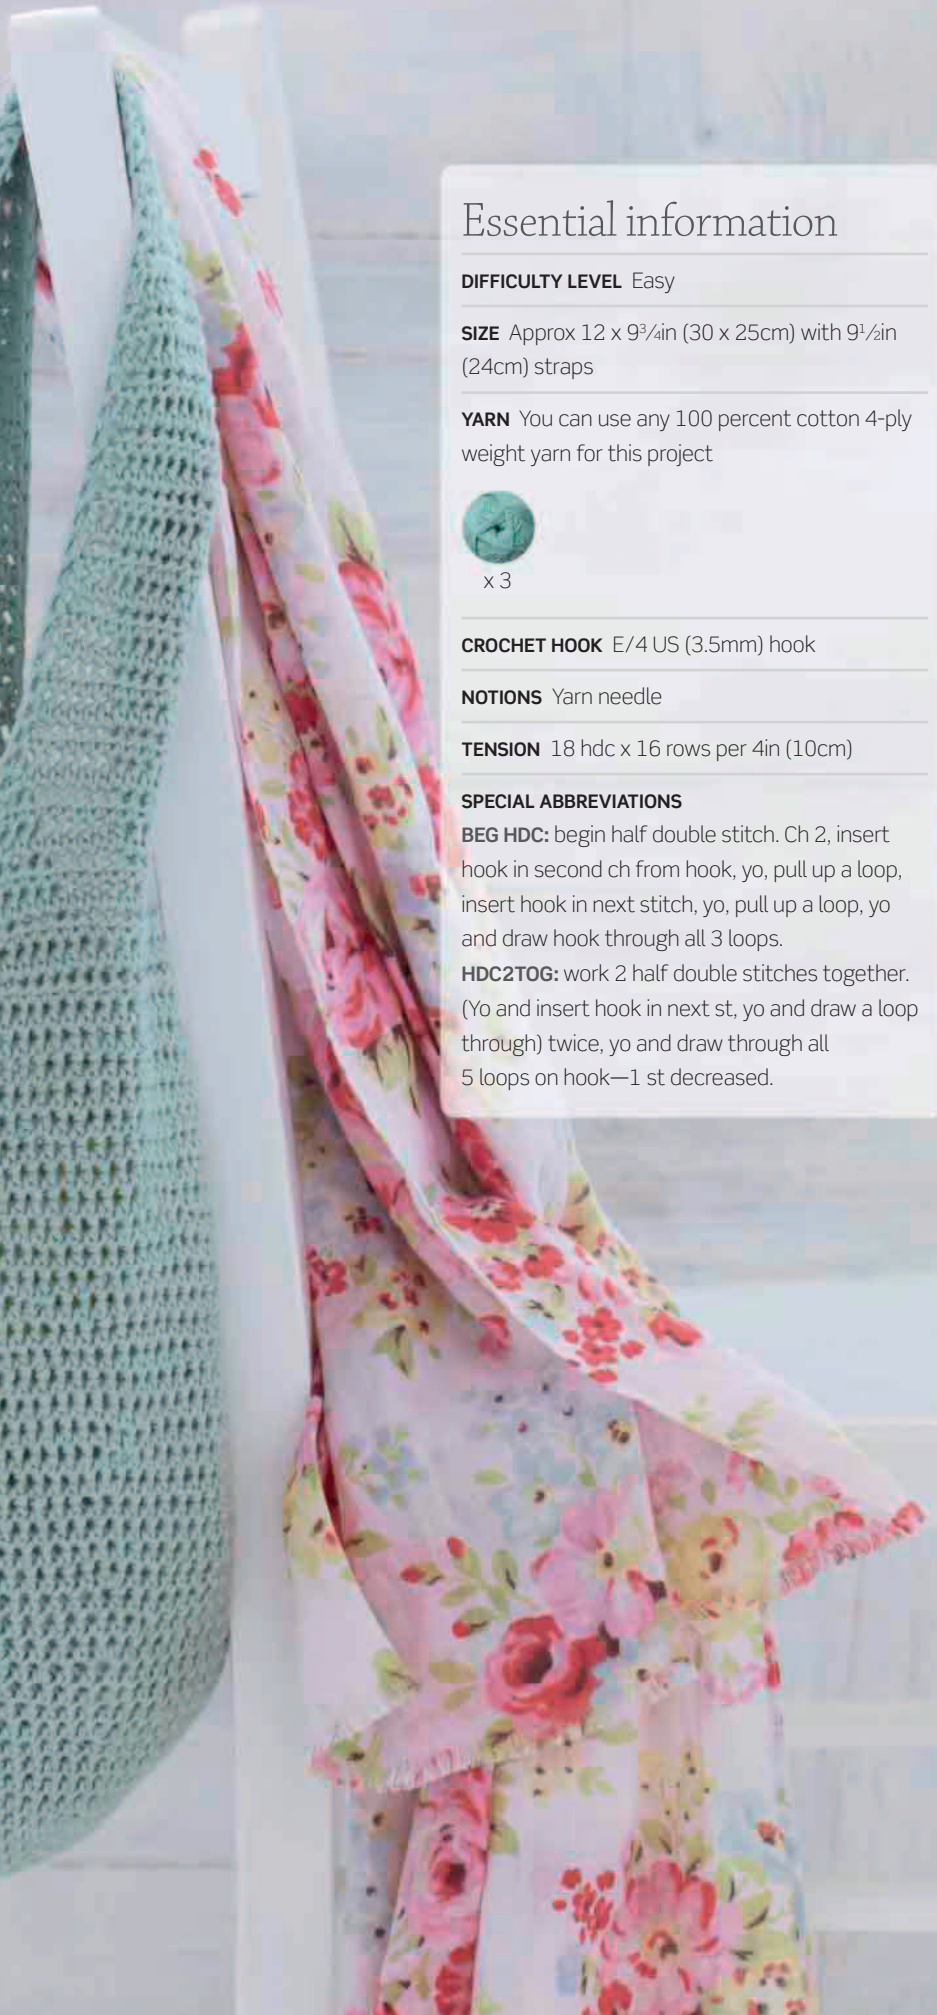 Essential information
DIFFICULTY LEVEL Easy
SIZE Approx 12 x 9¾in (30 x 25cm) with 9½in
(24cm) straps
YARN You can use any 100 percent cotton 4-ply
weight yarn for this project
x 3
CROCHET HOOK E/4 US (3.5mm) hook
NOTIONS Yarn needle
TENSION 18 hdc x 16 rows per 4in (10cm)
SPECIAL ABBREVIATIONS
BEG HDC: begin half double stitch. Ch 2, insert
hook in second ch from hook, yo, pull up a loop,
insert hook in next stitch, yo, pull up a loop, yo
and draw hook through all 3 loops.
HDC2TOG: work 2 half double stitches together.
(Yo and insert hook in next st, yo and draw a loop
through) twice, yo and draw through all
5 loops on hook—1 st decreased.